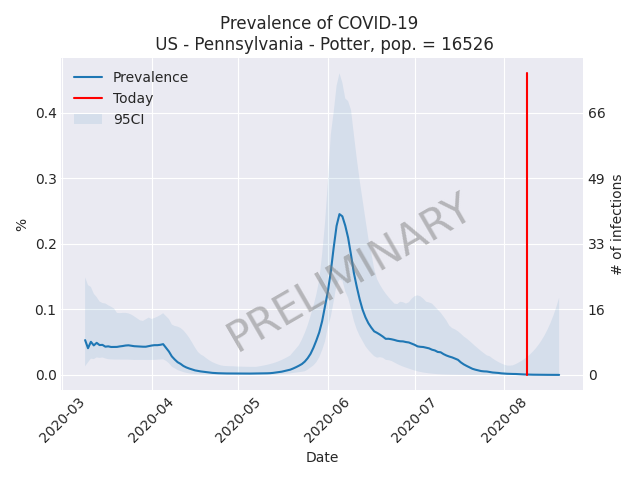 Prevalence of COVID-19
US - Pennsylvania - Potter, pop. = 16526
Prevalence
Today
95CI
PRELIMINARY
%
0.4
0.3
0.2
0.1
0.0
66
49
33
16
0
# of infections
2020-03
2020-04
2020-05
2020-06
2020-07
2020-08
Date